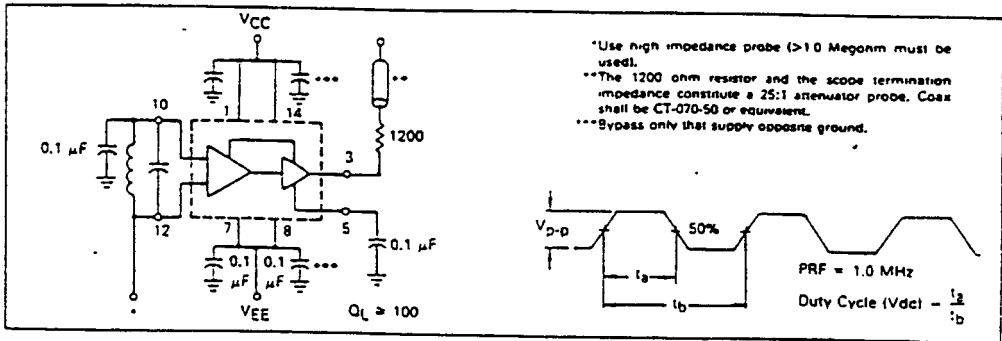 VCC
*Use high impedance probe (>1.0 Megohm must be
used).
**The 1200 ohm resistor and the scope termination
impedance constitute a 25:1 attenuator probe. Coax
shall be CT-070-50 or equivalent.
***Bypass only that supply opposite ground.
***
**
1
14
10
0.1 μF
1200
3
12
7
8
5
0.1 μF
0.1 μF
0.1 μF
***
VEE
QL ≥ 100
*
Vp-p
50%
ta
tb
PRF = 1.0 MHz
Duty Cycle (Vdc) = ta/tb